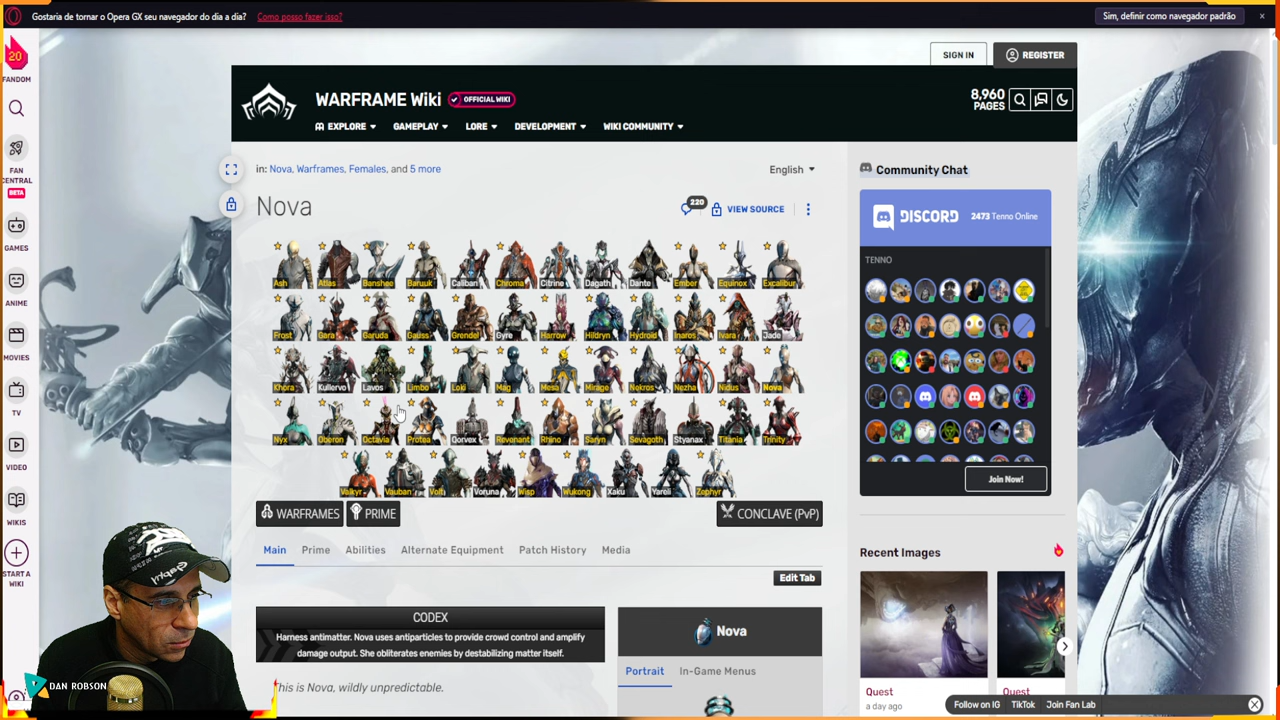 Gostaria de tornar o Opera GX seu navegador do dia a dia? Como posso fazer isso? Sim, definir como navegador padrão
SIGN IN REGISTER
20
FANDOM
WARFRAME Wiki OFFICIAL WIKI
8,960
PAGES
EXPLORE GAMEPLAY LORE DEVELOPMENT WIKI COMMUNITY
FAN
CENTRAL
BETA
in: Nova, Warframes, Females, and 5 more English
Community Chat
Nova
220 VIEW SOURCE
DISCORD 2473 Tenno Online
GAMES
TENNO
Ash Atlas Banshee Baruuk Caliban Chroma Citrine Dagath Dante Ember Equinox Excalibur
ANIME
Frost Gara Garuda Gauss Grendel Gyre Harrow Hildryn Hydroid Inaros Ivara Jade
MOVIES
Khora Kullervo Lavos Limbo Loki Mag Mesa Mirage Nekros Nezha Nidus Nova
TV
Nyx Oberon Octavia Protea Qorvex Revenant Rhino Saryn Sevagoth Styanax Titania Trinity
VIDEO
Valkyr Vauban Volt Voruna Wisp Wukong Xaku Yareli Zephyr
Join Now!
WIKIS
WARFRAMES PRIME CONCLAVE (PvP)
START A
WIKI
Main Prime Abilities Alternate Equipment Patch History Media
Recent Images
Edit Tab
CODEX
Harness antimatter. Nova uses antiparticles to provide crowd control and amplify
damage output. She obliterates enemies by destabilizing matter itself.
Nova
Portrait In-Game Menus
This is Nova, wildly unpredictable.
DAN ROBSON
Quest Quest
a day ago
Follow on IG TikTok Join Fan Lab